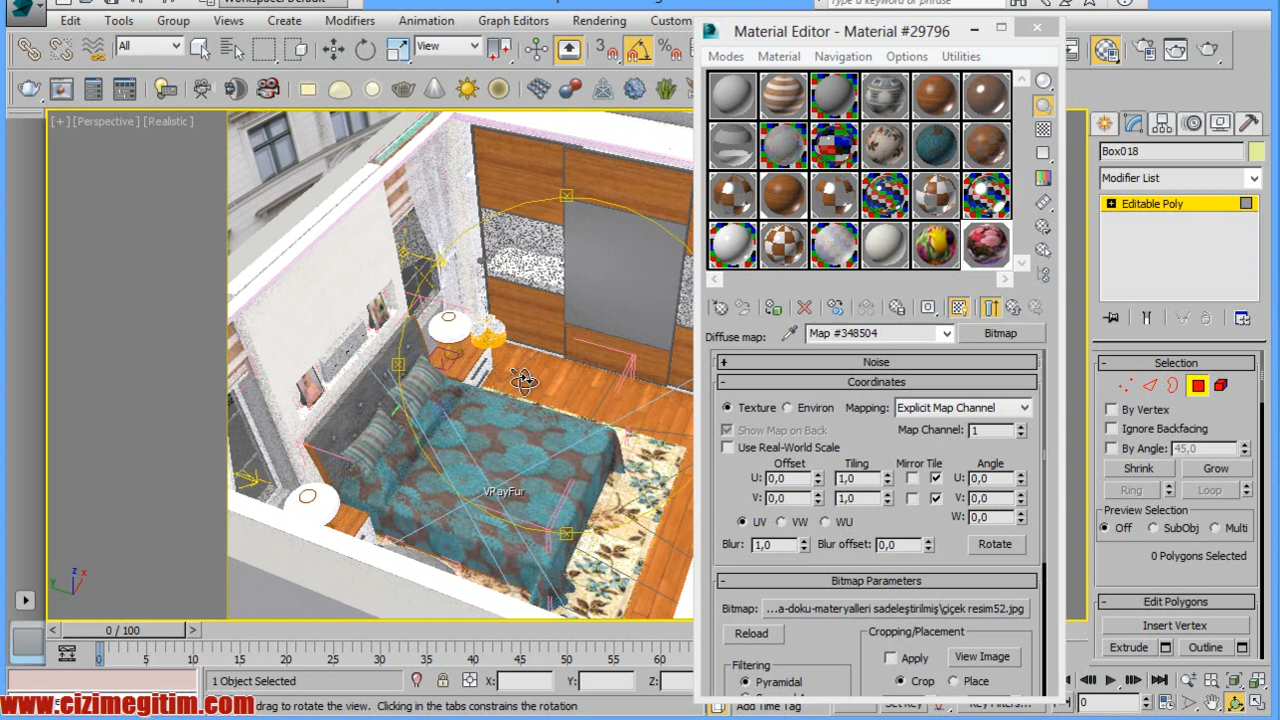 Edit
Tools
Group
Views
Create
Modifiers
Animation
Graph Editors
Rendering
Custom
All
View
3
%
[ + ] [Perspective ] [Realistic ]
VRayFur
z
x
y
Material Editor - Material #29796
Modes
Material
Navigation
Options
Utilities
Diffuse map:
Map #348504
Bitmap
+ Noise
- Coordinates
Texture
Environ
Mapping:
Explicit Map Channel
Show Map on Back
Map Channel: 1
Use Real-World Scale
Offset
Tiling
Mirror Tile
Angle
U: 0,0
1,0
U: 0,0
V: 0,0
1,0
V: 0,0
W: 0,0
UV
VW
WU
Blur: 1,0
Blur offset: 0,0
Rotate
- Bitmap Parameters
Bitmap:
...a-doku-materyalleri sadeleştirilmiş\çiçek resim52.jpg
Reload
Cropping/Placement
Apply
View Image
Filtering
Pyramidal
Crop
Place
Box018
Modifier List
Editable Poly
- Selection
By Vertex
Ignore Backfacing
By Angle: 45,0
Shrink
Grow
Ring
Loop
Preview Selection
Off
SubObj
Multi
0 Polygons Selected
- Edit Polygons
Insert Vertex
Extrude
Outline
< 0 / 100 >
0 5 10 15 20 25 30 35 40 45 50 55 60
1 Object Selected
X:
Y:
Z:
drag to rotate the view. Clicking in the tabs constrains the rotation
Add Time Tag
0
www.cizimegitim.com